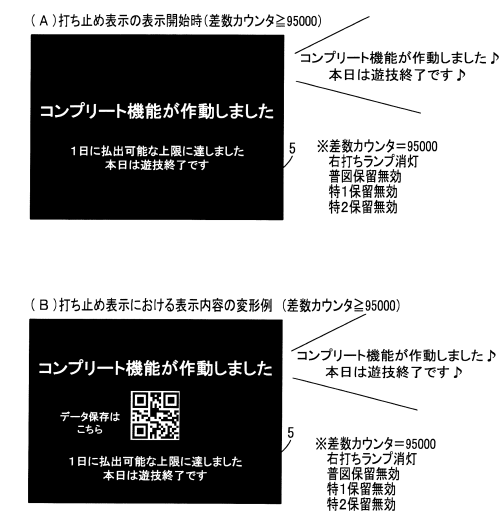 (A)打ち止め表示の表示開始時(差数カウンタ≧95000)
コンプリート機能が作動しました♪
本日は遊技終了です♪
コンプリート機能が作動しました
1日に払出可能な上限に達しました
本日は遊技終了です
5
※差数カウンタ=95000
右打ちランプ消灯
普図保留無効
特1保留無効
特2保留無効
(B)打ち止め表示における表示内容の変形例 (差数カウンタ≧95000)
コンプリート機能が作動しました♪
本日は遊技終了です♪
コンプリート機能が作動しました
データ保存は
こちら
1日に払出可能な上限に達しました
本日は遊技終了です
5
※差数カウンタ=95000
右打ちランプ消灯
普図保留無効
特1保留無効
特2保留無効